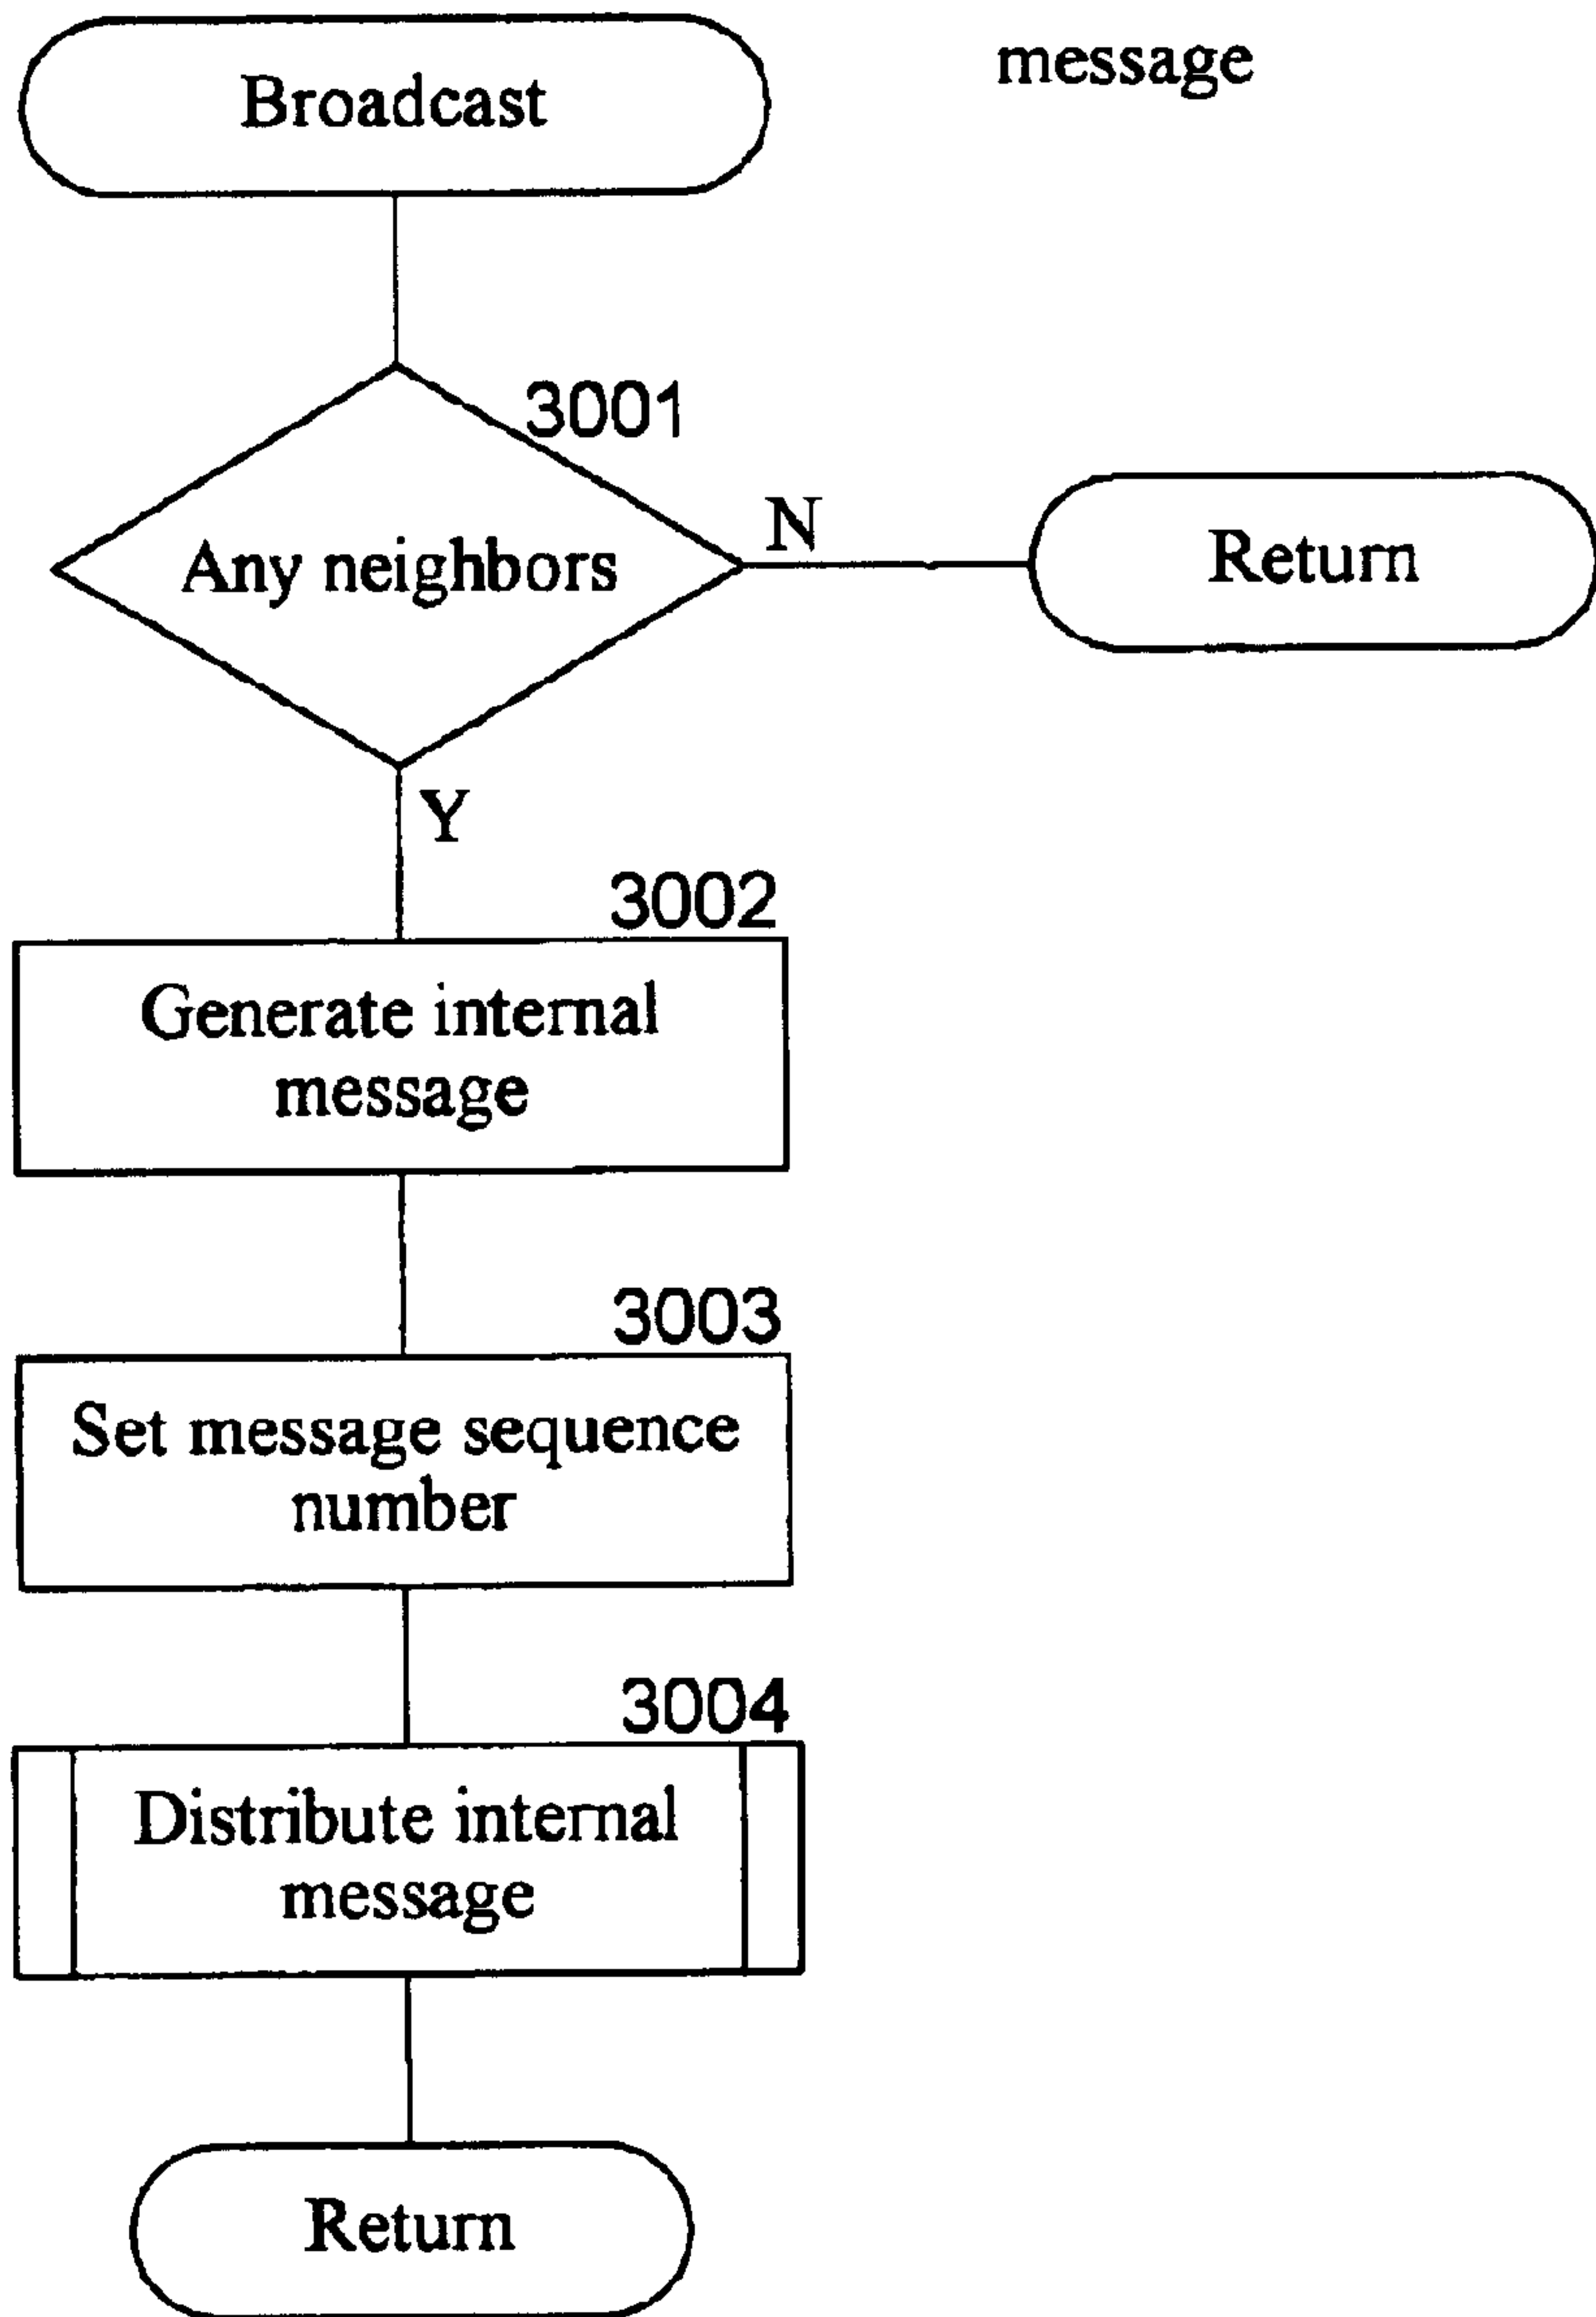 Broadcast
message
3001
Any neighbors
N
Return
Y
3002
Generate internal
message
3003
Set message sequence
number
3004
Distribute internal
message
Return